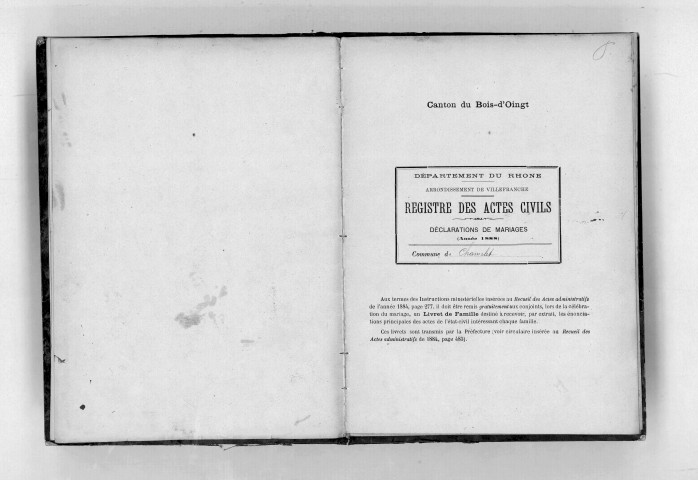 Canton du Bois-d'Oingt
DÉPARTEMENT DU RHONE
ARRONDISSEMENT DE VILLEFRANCHE
REGISTRE DES ACTES CIVILS
DÉCLARATIONS DE MARIAGES
(Année 1888)
Commune de Chamelet
Aux termes des Instructions ministérielles insérées au Recueil des Actes administratifs
de l'année 1884, page 277, il doit être remis gratuitement aux conjoints, lors de la célébra-
tion du mariage, un Livret de Famille destiné à recevoir, par extrait, les énoncia-
tions principales des actes de l'état-civil intéressant chaque famille.
Ces livrets sont transmis par la Préfecture (voir circulaire insérée au Recueil des
Actes administratifs de 1884, page 483).